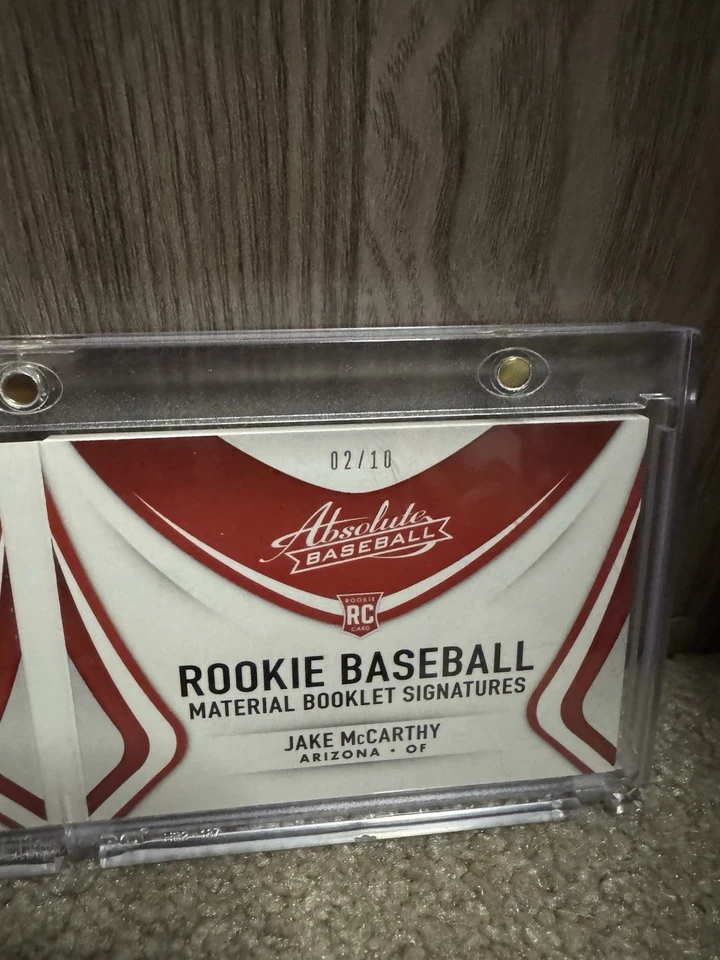 02/10
Absolute
BASEBALL
ROOKIE
RC
CARD
ROOKIE BASEBALL
MATERIAL BOOKLET SIGNATURES
JAKE McCARTHY
ARIZONA • OF